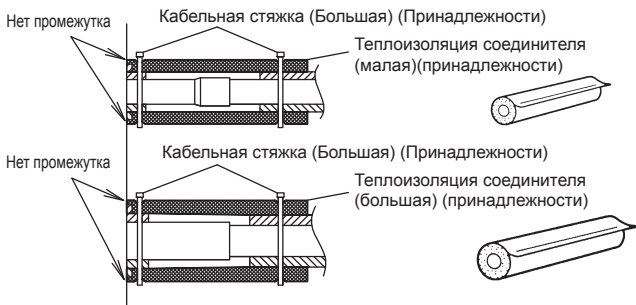 Нет промежутка
Кабельная стяжка (Большая) (Принадлежности)
Теплоизоляция соединителя
(малая)(принадлежности)
Нет промежутка
Кабельная стяжка (Большая) (Принадлежности)
Теплоизоляция соединителя
(большая) (принадлежности)